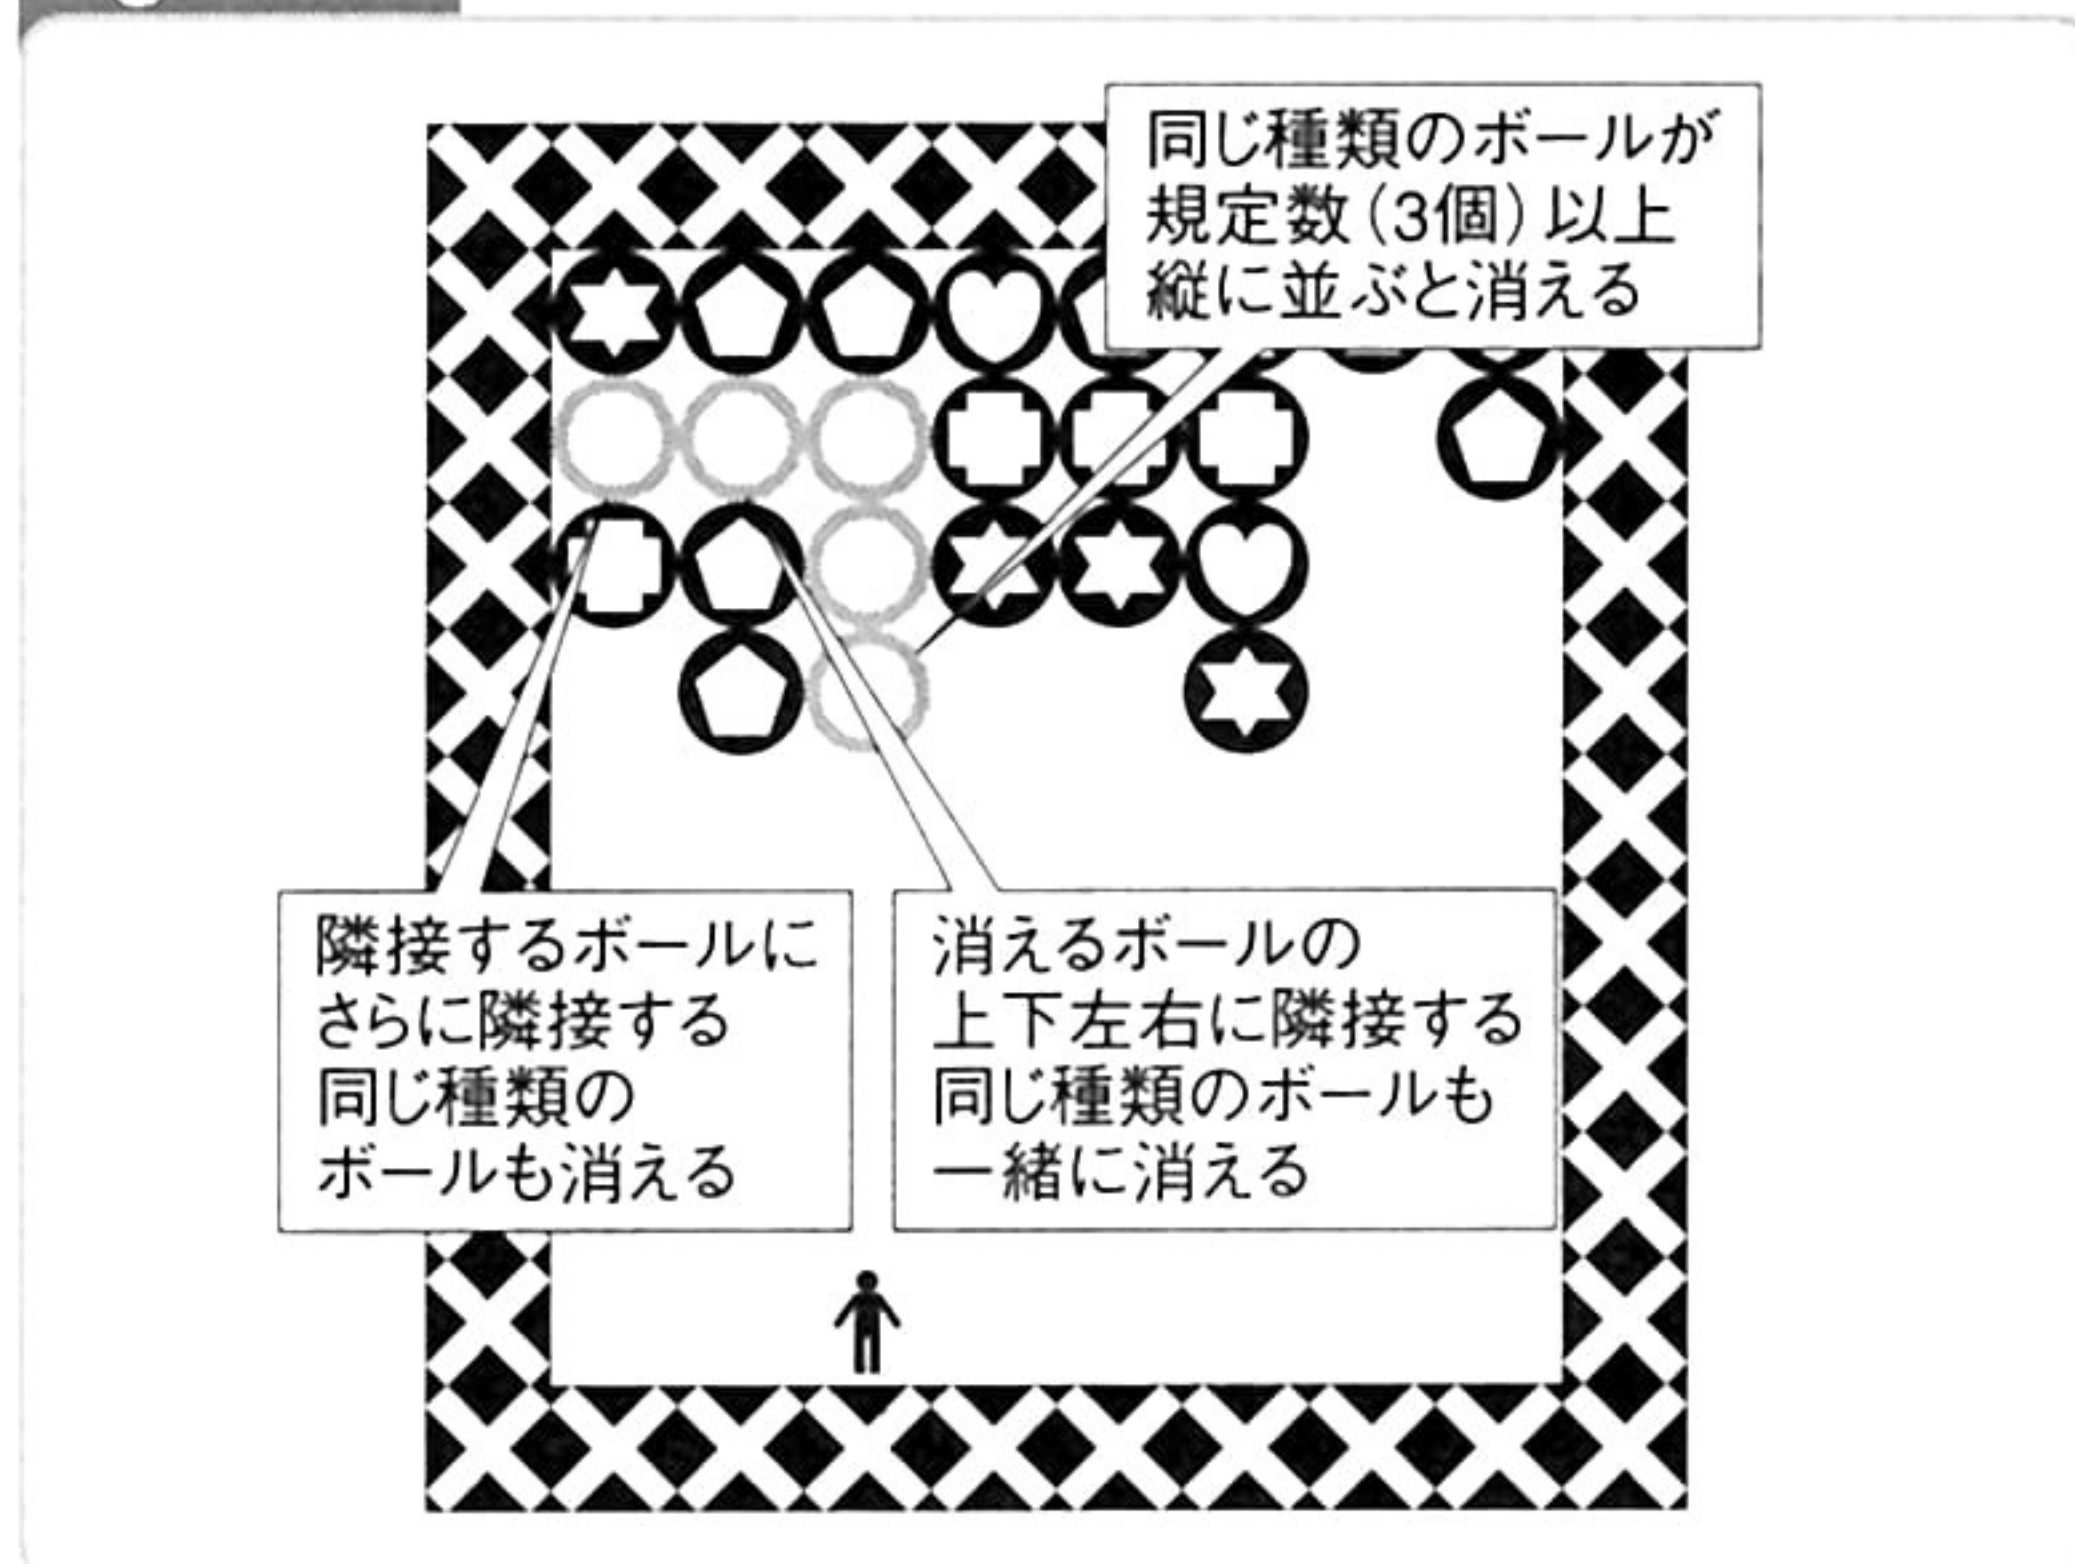 同じ種類のボールが
規定数(3個)以上
縦に並ぶと消える
隣接するボールに
さらに隣接する
同じ種類の
ボールも消える
消えるボールの
上下左右に隣接する
同じ種類のボールも
一緒に消える